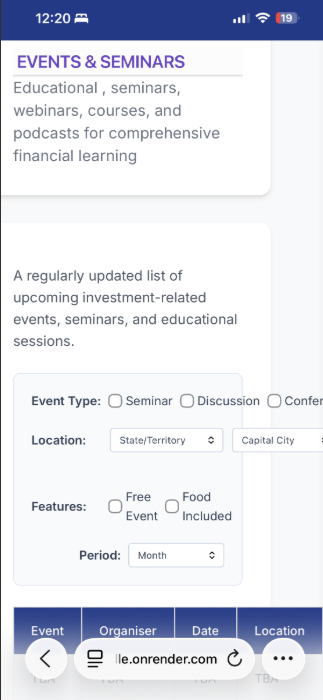 12:20
19
EVENTS & SEMINARS
Educational , seminars,
webinars, courses, and
podcasts for comprehensive
financial learning
A regularly updated list of
upcoming investment-related
events, seminars, and educational
sessions.
Event Type: Seminar Discussion Confer
Location: State/Territory Capital City
Features: Free Event Food Included
Period: Month
Event Organiser Date Location
lle.onrender.com
TBA TBA TBA TBA